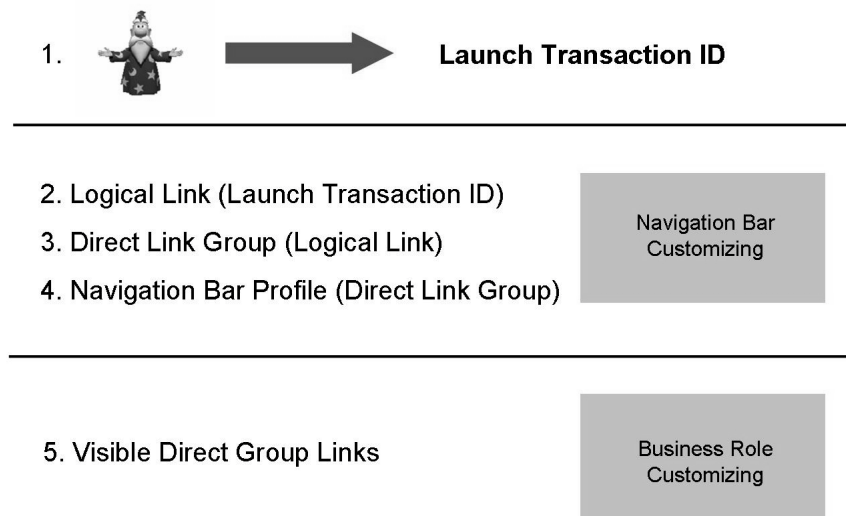 1. Launch Transaction ID
2. Logical Link (Launch Transaction ID)
3. Direct Link Group (Logical Link)
4. Navigation Bar Profile (Direct Link Group)
Navigation Bar
Customizing
5. Visible Direct Group Links
Business Role
Customizing